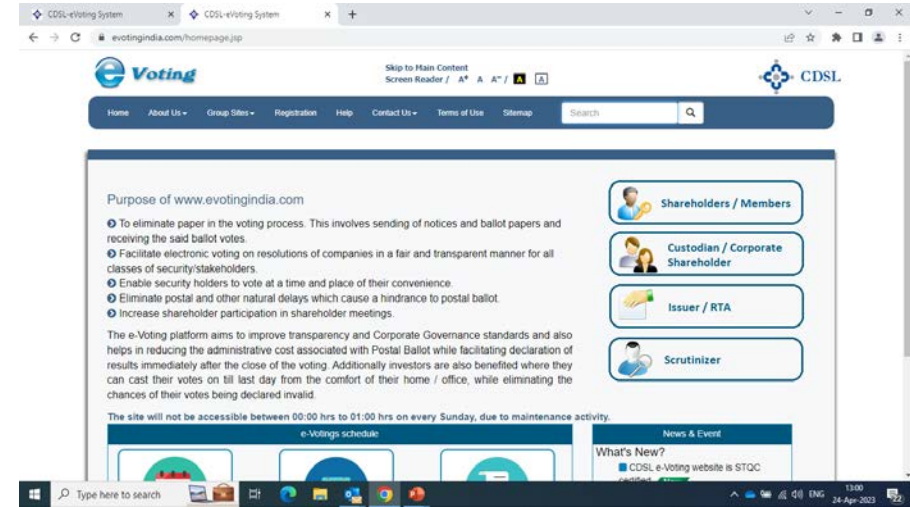 CDSL-eVoting System
CDSL-eVoting System
evotingindia.com/homepage.jsp
e Voting
Skip to Main Content
Screen Reader / A+ A A- / A A
CDSL
Home About Us Group Sites Registration Help Contact Us Terms of Use Sitemap Search
Purpose of www.evotingindia.com
To eliminate paper in the voting process. This involves sending of notices and ballot papers and
receiving the said ballot votes.
Facilitate electronic voting on resolutions of companies in a fair and transparent manner for all
classes of security/stakeholders.
Enable security holders to vote at a time and place of their convenience.
Eliminate postal and other natural delays which cause a hindrance to postal ballot.
Increase shareholder participation in shareholder meetings.
The e-Voting platform aims to improve transparency and Corporate Governance standards and also
helps in reducing the administrative cost associated with Postal Ballot while facilitating declaration of
results immediately after the close of the voting. Additionally investors are also benefited where they
can cast their votes on till last day from the comfort of their home / office, while eliminating the
chances of their votes being declared invalid.
Shareholders / Members
Custodian / Corporate
Shareholder
Issuer / RTA
Scrutinizer
The site will not be accessible between 00:00 hrs to 01:00 hrs on every Sunday, due to maintenance activity.
e-Votings schedule
News & Event
What's New?
CDSL e-Voting website is STQC
certified
Type here to search
ENG
13:00
24-Apr-2023
22